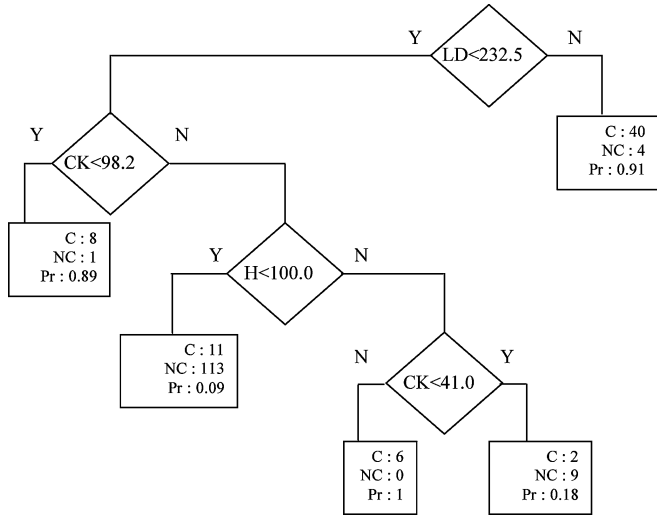 Y
LD<232.5
N
C : 40
NC : 4
Pr : 0.91
Y
CK<98.2
N
C : 8
NC : 1
Pr : 0.89
Y
H<100.0
N
C : 11
NC : 113
Pr : 0.09
N
CK<41.0
Y
C : 6
NC : 0
Pr : 1
C : 2
NC : 9
Pr : 0.18